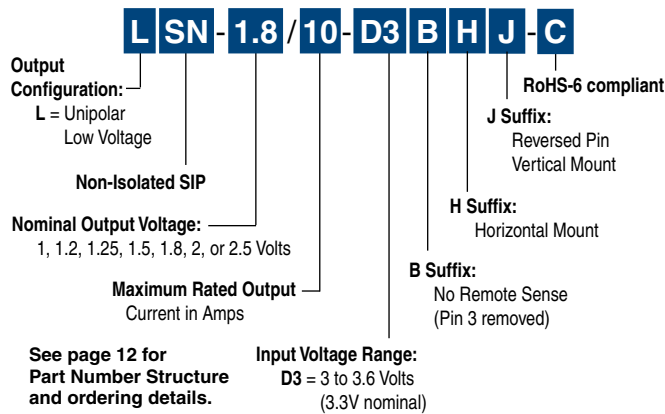 L SN - 1.8 / 10 - D3 B H J - C
RoHS-6 compliant
Output
Configuration:
L = Unipolar
Low Voltage
J Suffix:
Reversed Pin
Vertical Mount
Non-Isolated SIP
H Suffix:
Horizontal Mount
Nominal Output Voltage:
1, 1.2, 1.25, 1.5, 1.8, 2, or 2.5 Volts
B Suffix:
No Remote Sense
(Pin 3 removed)
Maximum Rated Output
Current in Amps
Input Voltage Range:
D3 = 3 to 3.6 Volts
(3.3V nominal)
See page 12 for
Part Number Structure
and ordering details.